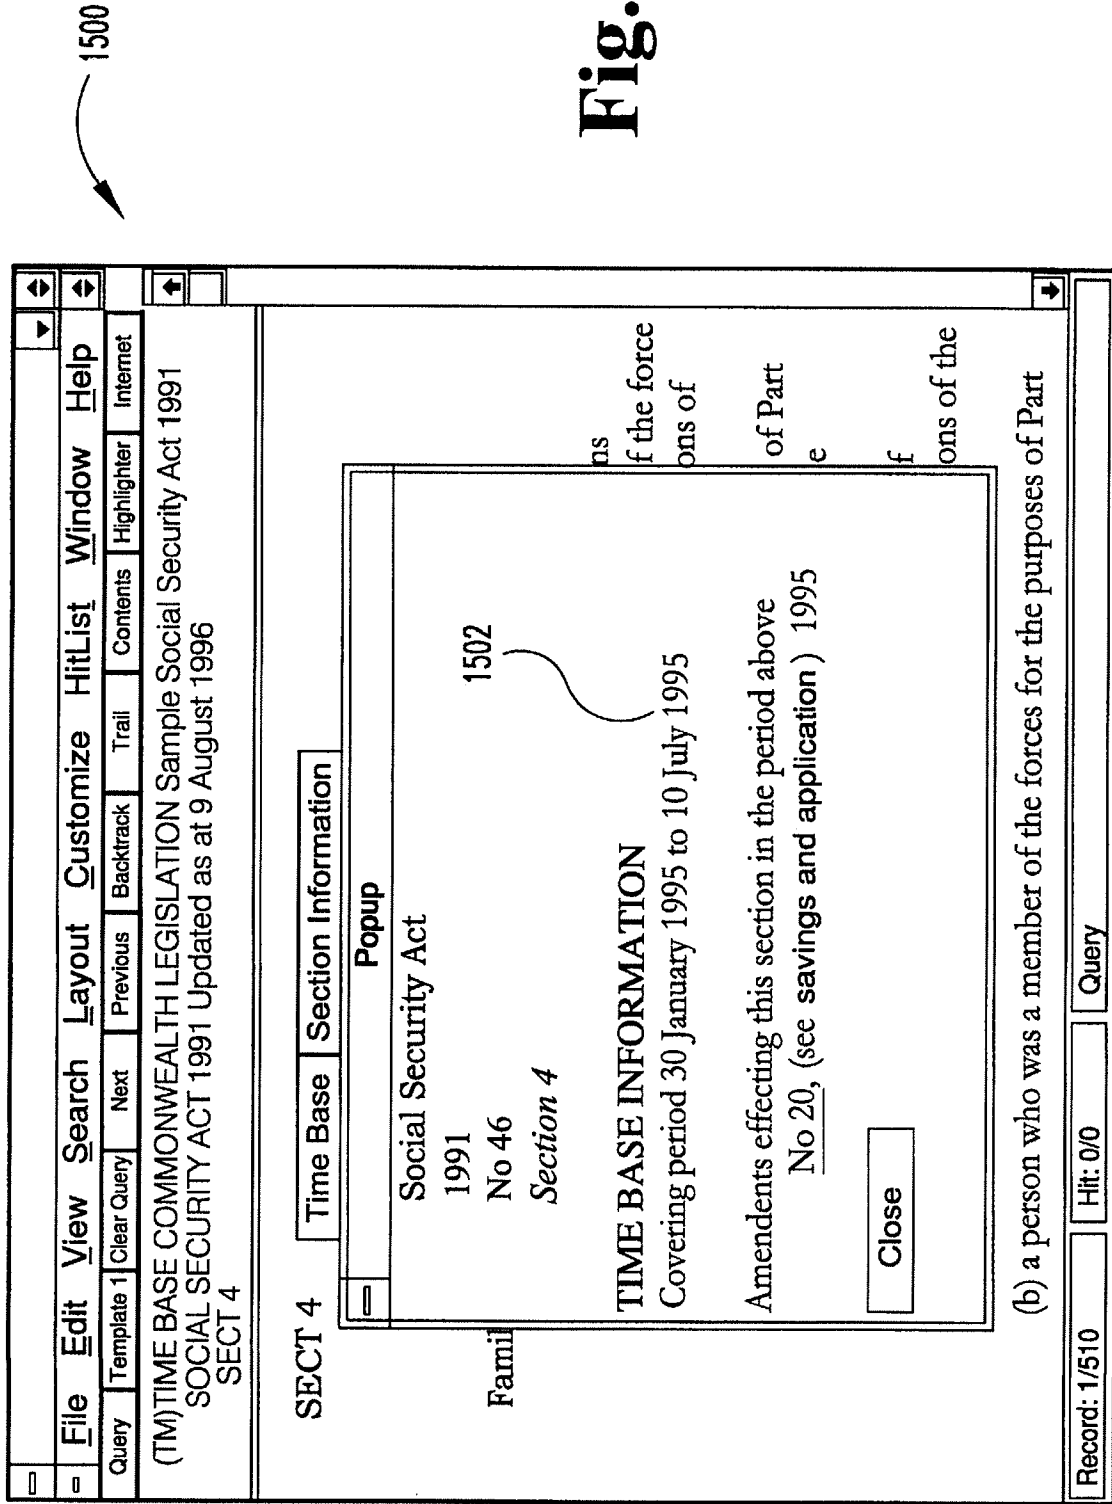 1500
File Edit View Search Layout Customize HitList Window Help
Query Template 1 Clear Query Next Previous Backtrack Trail Contents Highlighter Internet
(TM)TIME BASE COMMONWEALTH LEGISLATION Sample Social Security Act 1991
SOCIAL SECURITY ACT 1991 Updated as at 9 August 1996
SECT 4
SECT 4 Time Base Section Information
Popup
Social Security Act
1991
No 46
Section 4
1502
Famil
ns
TIME BASE INFORMATION
f the force
Covering period 30 January 1995 to 10 July 1995
ons of
Amendents effecting this section in the period above
of Part
No 20, (see savings and application ) 1995
e
Close
f
ons of the
(b) a person who was a member of the forces for the purposes of Part
Record: 1/510 Hit: 0/0 Query
Fig.